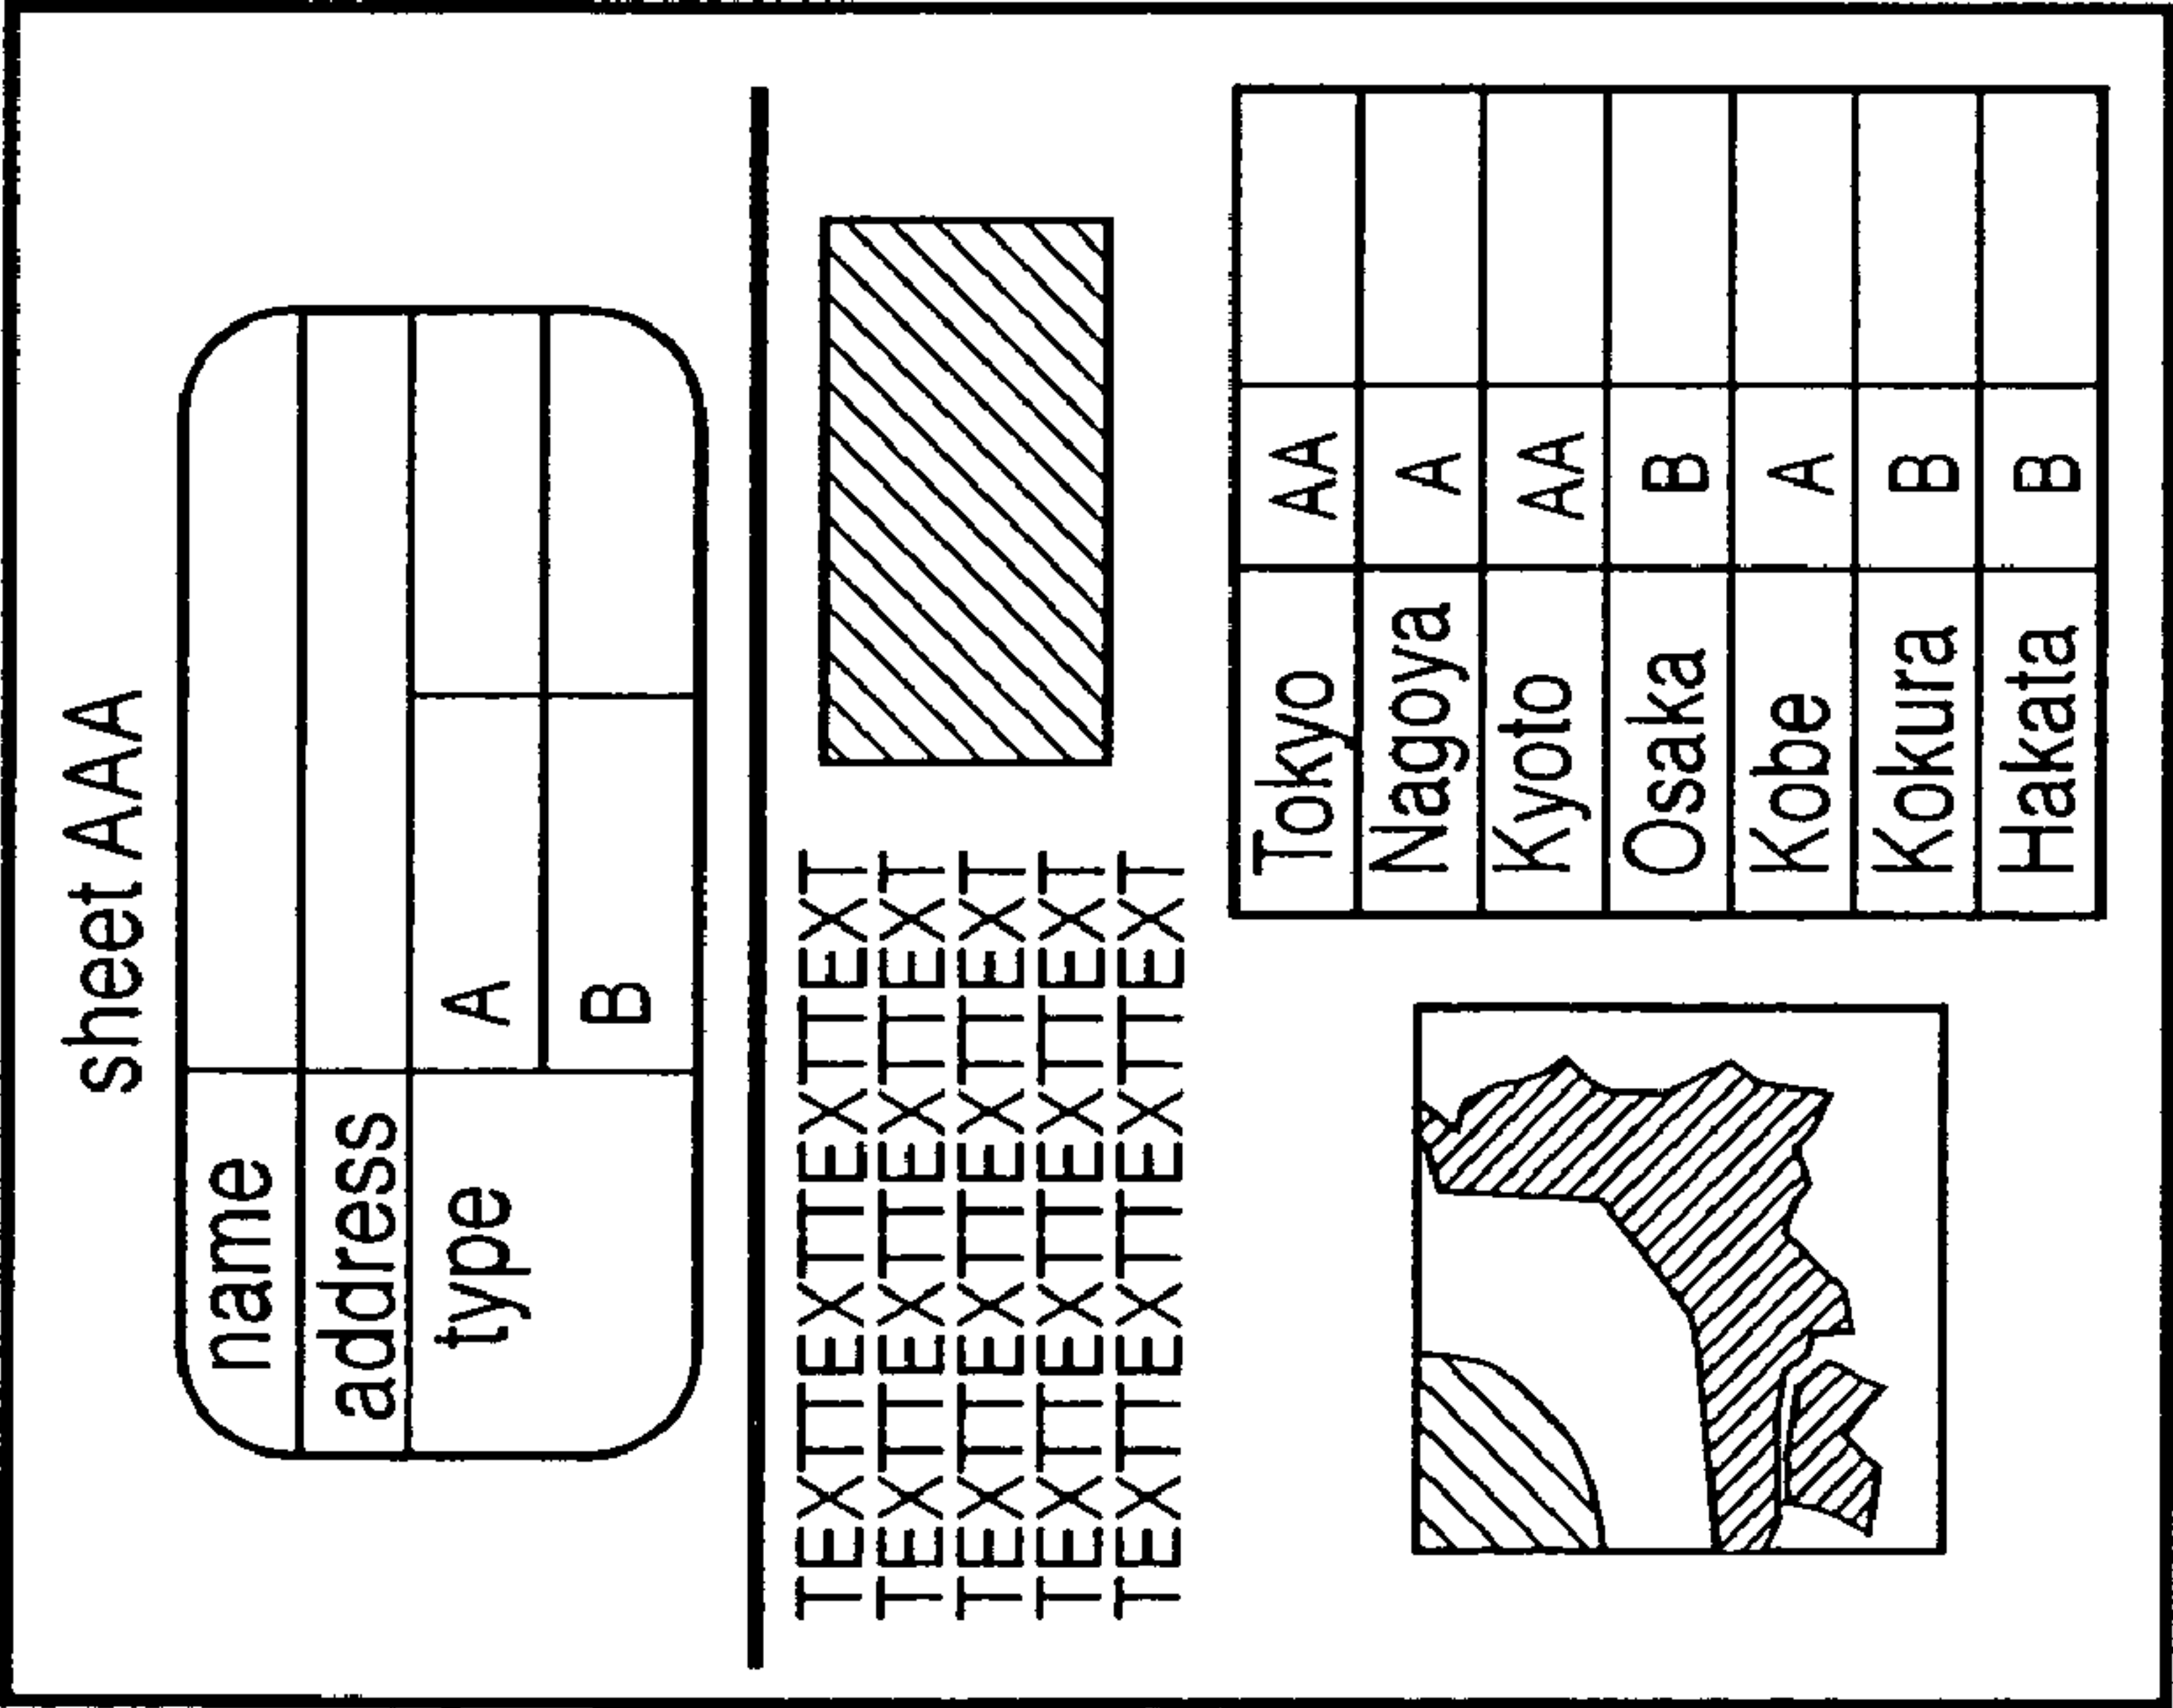 sheet AAA
name
address
type A
B
TEXTTEXTTEXTTEXT
TEXTTEXTTEXTTEXT
TEXTTEXTTEXTTEXT
TEXTTEXTTEXTTEXT
TEXTTEXTTEXTTEXT
Tokyo AA
Nagoya A
Kyoto AA
Osaka B
Kobe A
Kokura B
Hakata B